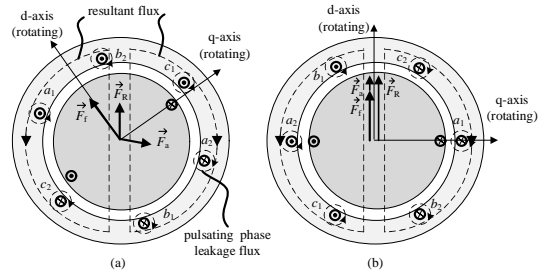 resultant flux
d-axis
(rotating)
q-axis
(rotating)
b₂
c₁
a₁
F_R
F_f
F_a
a₂
c₂
b₁
pulsating phase
leakage flux
(a)
d-axis
(rotating)
c₂
b₁
F_a
F_R
F_f
q-axis
(rotating)
a₂
a₁
c₁
b₂
(b)